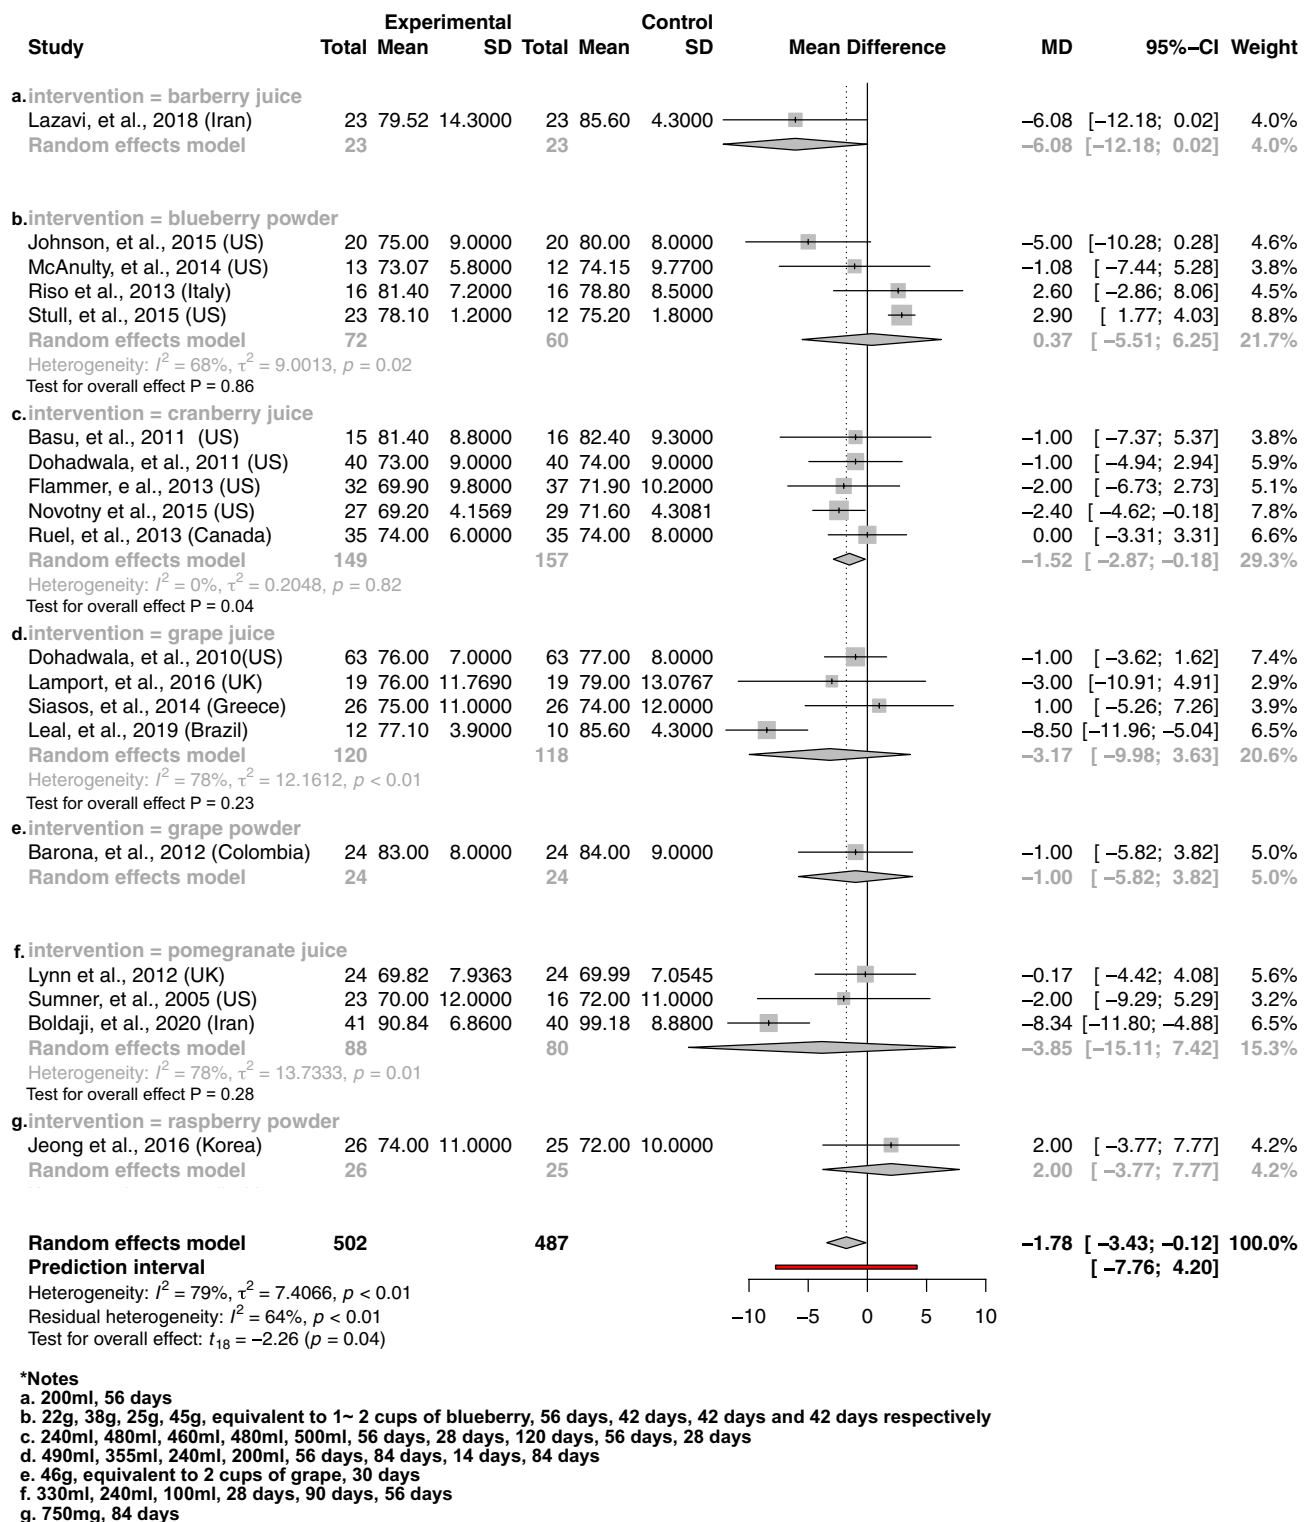 Experimental Control
Study Total Mean SD Total Mean SD Mean Difference MD 95%−CI Weight
a. intervention = barberry juice
Lazavi, et al., 2018 (Iran) 23 79.52 14.3000 23 85.60 4.3000 −6.08 [−12.18; 0.02] 4.0%
Random effects model 23 23 −6.08 [−12.18; 0.02] 4.0%
b. intervention = blueberry powder
Johnson, et al., 2015 (US) 20 75.00 9.0000 20 80.00 8.0000 −5.00 [−10.28; 0.28] 4.6%
McAnulty, et al., 2014 (US) 13 73.07 5.8000 12 74.15 9.7700 −1.08 [ −7.44; 5.28] 3.8%
Riso et al., 2013 (Italy) 16 81.40 7.2000 16 78.80 8.5000 2.60 [ −2.86; 8.06] 4.5%
Stull, et al., 2015 (US) 23 78.10 1.2000 12 75.20 1.8000 2.90 [ 1.77; 4.03] 8.8%
Random effects model 72 60 0.37 [ −5.51; 6.25] 21.7%
Heterogeneity: I² = 68%, τ² = 9.0013, p = 0.02
Test for overall effect P = 0.86
c. intervention = cranberry juice
Basu, et al., 2011 (US) 15 81.40 8.8000 16 82.40 9.3000 −1.00 [ −7.37; 5.37] 3.8%
Dohadwala, et al., 2011 (US) 40 73.00 9.0000 40 74.00 9.0000 −1.00 [ −4.94; 2.94] 5.9%
Flammer, e al., 2013 (US) 32 69.90 9.8000 37 71.90 10.2000 −2.00 [ −6.73; 2.73] 5.1%
Novotny et al., 2015 (US) 27 69.20 4.1569 29 71.60 4.3081 −2.40 [ −4.62; −0.18] 7.8%
Ruel, et al., 2013 (Canada) 35 74.00 6.0000 35 74.00 8.0000 0.00 [ −3.31; 3.31] 6.6%
Random effects model 149 157 −1.52 [ −2.87; −0.18] 29.3%
Heterogeneity: I² = 0%, τ² = 0.2048, p = 0.82
Test for overall effect P = 0.04
d. intervention = grape juice
Dohadwala, et al., 2010(US) 63 76.00 7.0000 63 77.00 8.0000 −1.00 [ −3.62; 1.62] 7.4%
Lamport, et al., 2016 (UK) 19 76.00 11.7690 19 79.00 13.0767 −3.00 [−10.91; 4.91] 2.9%
Siasos, et al., 2014 (Greece) 26 75.00 11.0000 26 74.00 12.0000 1.00 [ −5.26; 7.26] 3.9%
Leal, et al., 2019 (Brazil) 12 77.10 3.9000 10 85.60 4.3000 −8.50 [−11.96; −5.04] 6.5%
Random effects model 120 118 −3.17 [ −9.98; 3.63] 20.6%
Heterogeneity: I² = 78%, τ² = 12.1612, p < 0.01
Test for overall effect P = 0.23
e. intervention = grape powder
Barona, et al., 2012 (Colombia) 24 83.00 8.0000 24 84.00 9.0000 −1.00 [ −5.82; 3.82] 5.0%
Random effects model 24 24 −1.00 [ −5.82; 3.82] 5.0%
f. intervention = pomegranate juice
Lynn et al., 2012 (UK) 24 69.82 7.9363 24 69.99 7.0545 −0.17 [ −4.42; 4.08] 5.6%
Sumner, et al., 2005 (US) 23 70.00 12.0000 16 72.00 11.0000 −2.00 [ −9.29; 5.29] 3.2%
Boldaji, et al., 2020 (Iran) 41 90.84 6.8600 40 99.18 8.8800 −8.34 [−11.80; −4.88] 6.5%
Random effects model 88 80 −3.85 [−15.11; 7.42] 15.3%
Heterogeneity: I² = 78%, τ² = 13.7333, p = 0.01
Test for overall effect P = 0.28
g. intervention = raspberry powder
Jeong et al., 2016 (Korea) 26 74.00 11.0000 25 72.00 10.0000 2.00 [ −3.77; 7.77] 4.2%
Random effects model 26 25 2.00 [ −3.77; 7.77] 4.2%
Random effects model 502 487 −1.78 [ −3.43; −0.12] 100.0%
Prediction interval [ −7.76; 4.20]
Heterogeneity: I² = 79%, τ² = 7.4066, p < 0.01
Residual heterogeneity: I² = 64%, p < 0.01
−10 −5 0 5 10
Test for overall effect: t₁₈ = −2.26 (p = 0.04)
*Notes
a. 200ml, 56 days
b. 22g, 38g, 25g, 45g, equivalent to 1~ 2 cups of blueberry, 56 days, 42 days, 42 days and 42 days respectively
c. 240ml, 480ml, 460ml, 480ml, 500ml, 56 days, 28 days, 120 days, 56 days, 28 days
d. 490ml, 355ml, 240ml, 200ml, 56 days, 84 days, 14 days, 84 days
e. 46g, equivalent to 2 cups of grape, 30 days
f. 330ml, 240ml, 100ml, 28 days, 90 days, 56 days
g. 750mg, 84 days